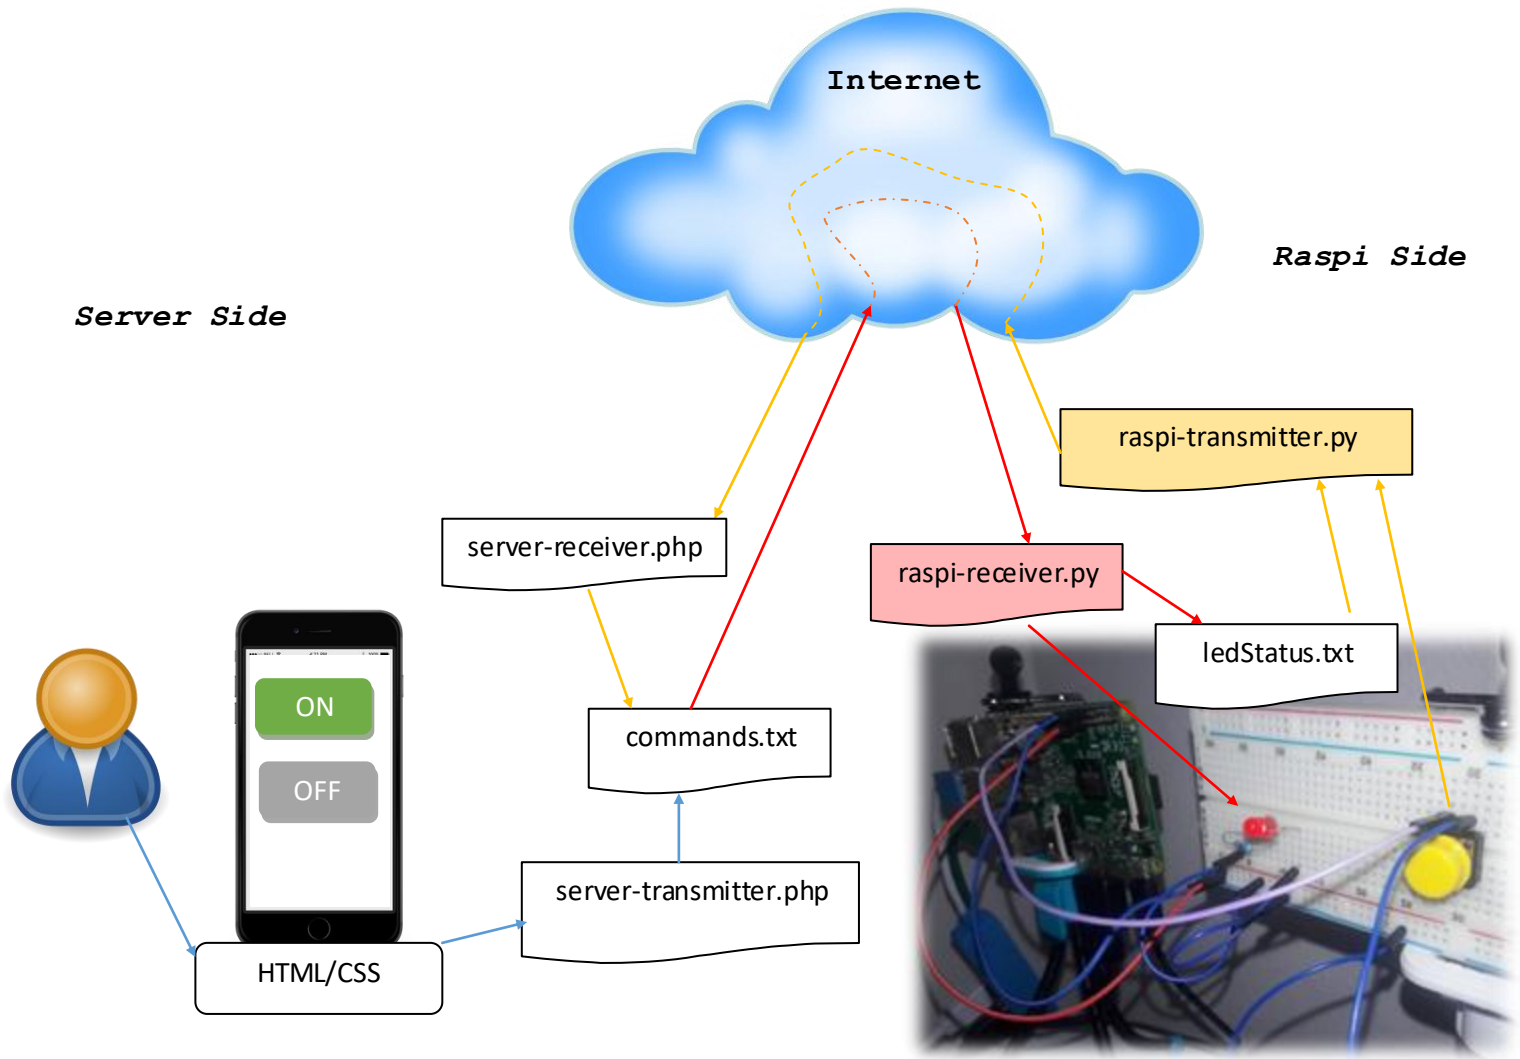 Internet
Raspi Side
Server Side
raspi-transmitter.py
server-receiver.php
raspi-receiver.py
ledStatus.txt
ON
commands.txt
OFF
server-transmitter.php
HTML/CSS